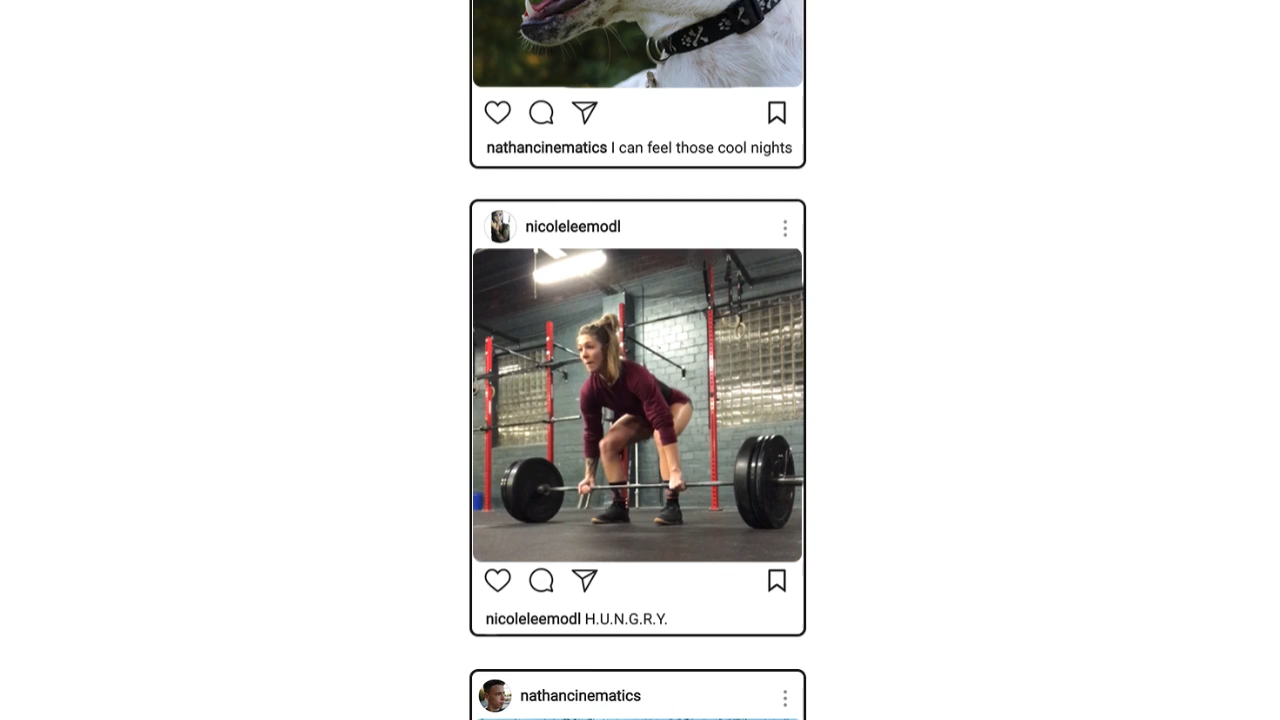 nathancinematics I can feel those cool nights
nicoleleemodl
nicoleleemodl H.U.N.G.R.Y.
nathancinematics